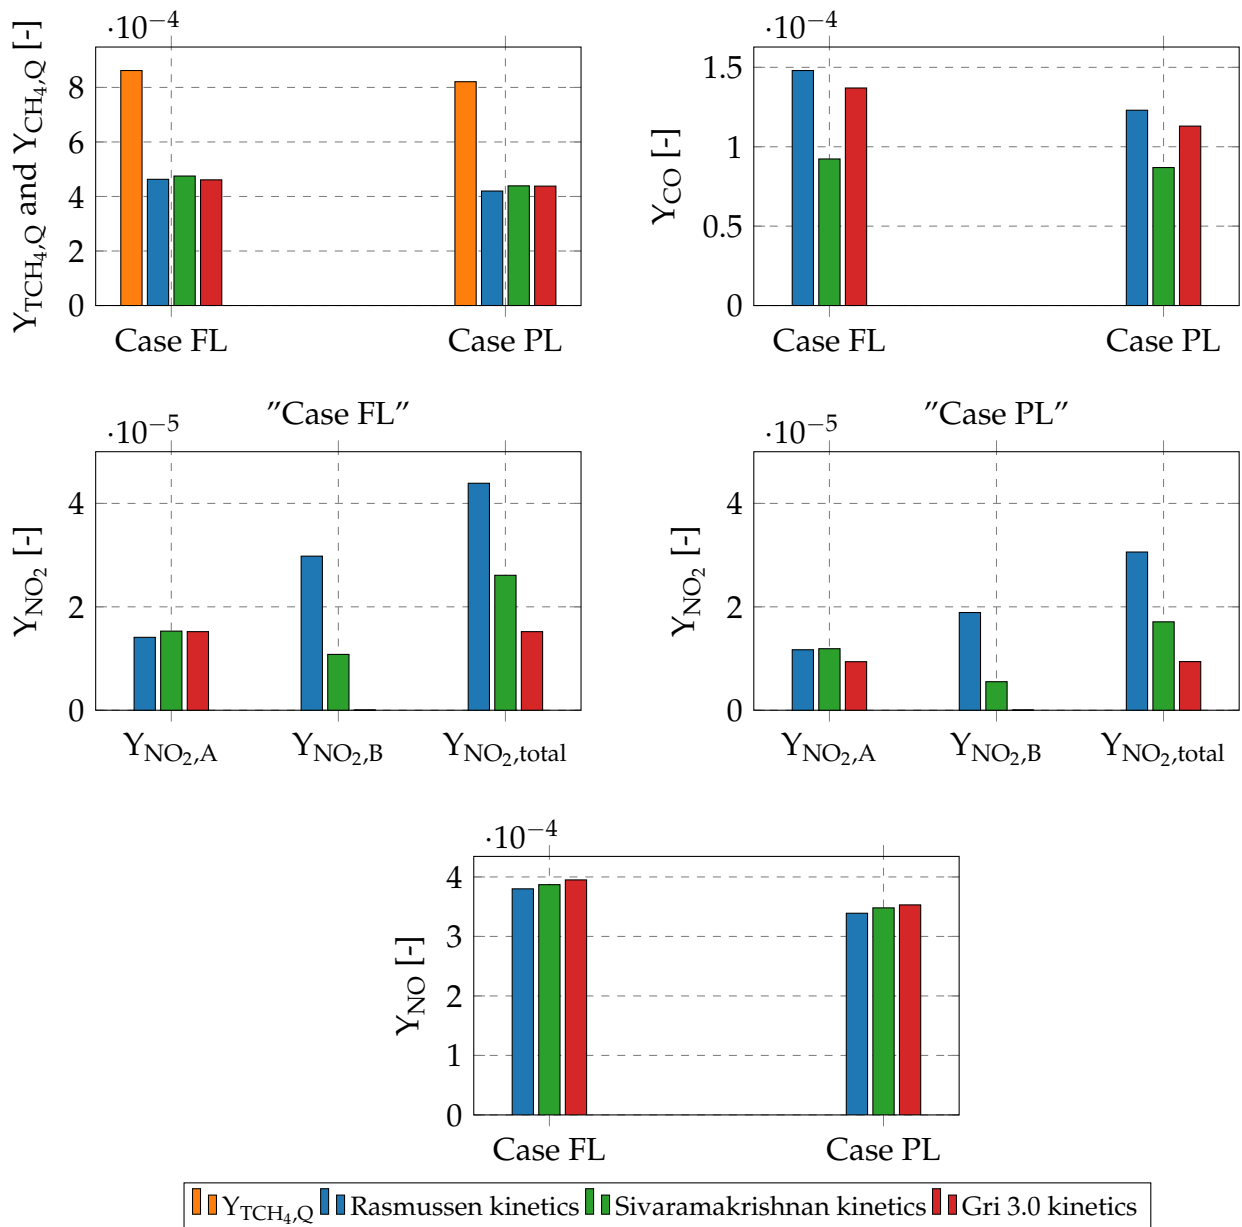 ·10−4
Y_TCH4,Q and Y_CH4,Q [-]
8
6
4
2
0
Case FL
Case PL
·10−4
Y_CO [-]
1.5
1
0.5
0
Case FL
Case PL
"Case FL"
·10−5
Y_NO2 [-]
4
2
0
Y_NO2,A
Y_NO2,B
Y_NO2,total
"Case PL"
·10−5
Y_NO2 [-]
4
2
0
Y_NO2,A
Y_NO2,B
Y_NO2,total
·10−4
Y_NO [-]
4
3
2
1
0
Case FL
Case PL
Y_TCH4,Q Rasmussen kinetics Sivaramakrishnan kinetics Gri 3.0 kinetics